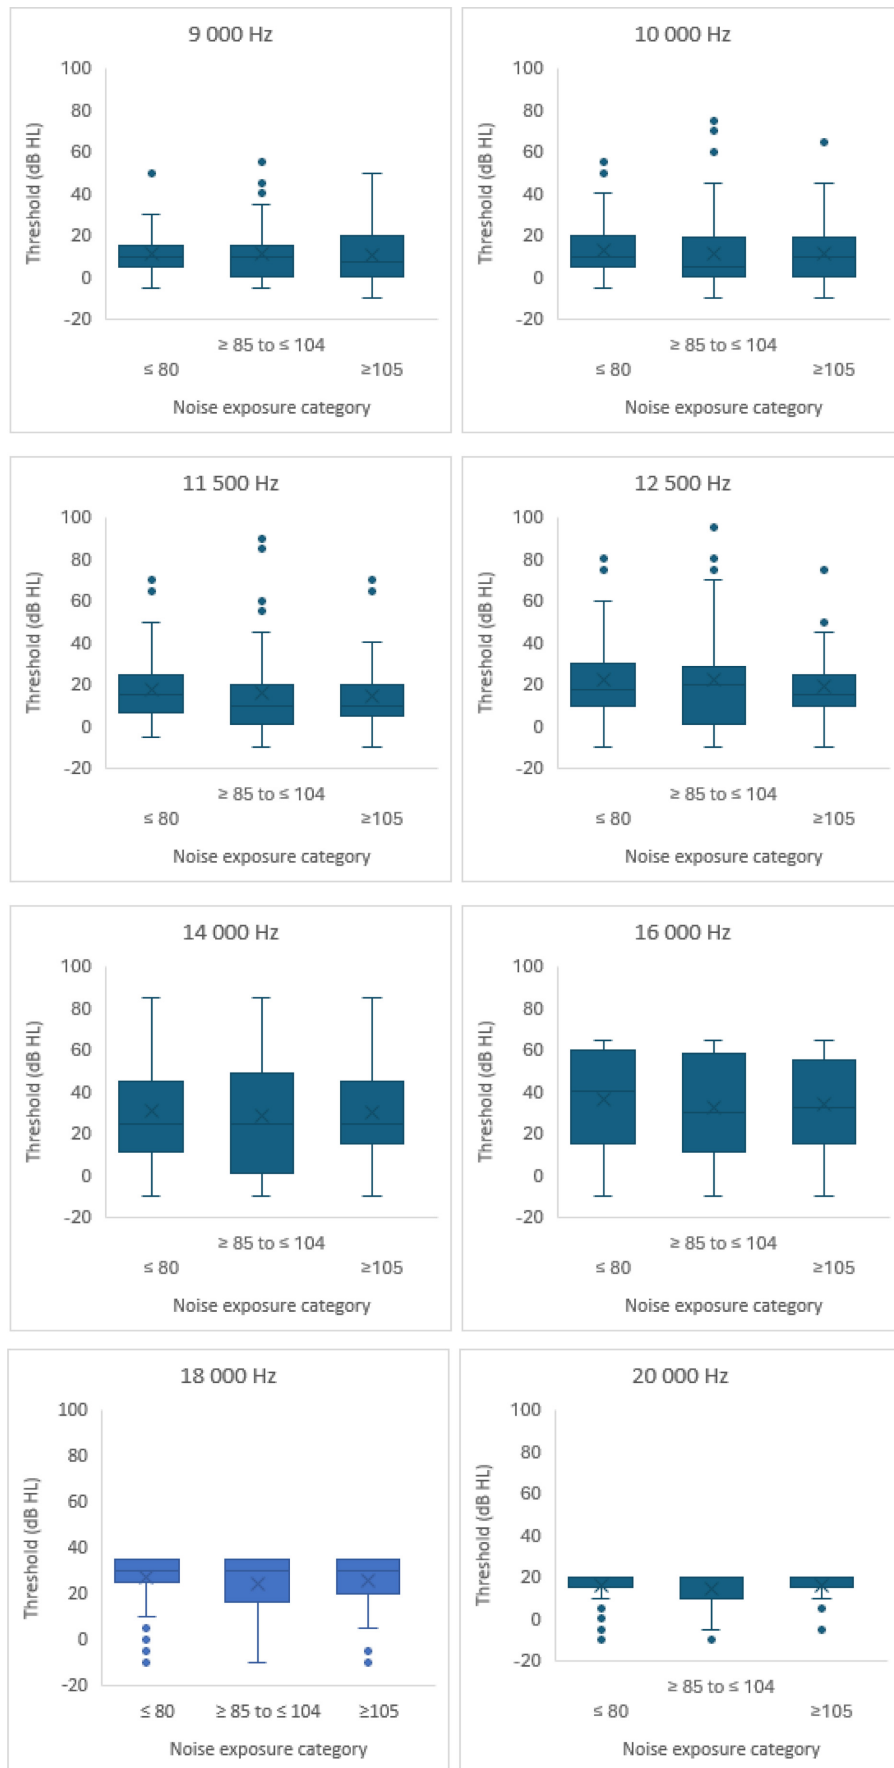 9 000 Hz
100
80
60
40
20
0
-20
Threshold (dB HL)
≥ 85 to ≤ 104
≤ 80 ≥105
Noise exposure category
10 000 Hz
100
80
60
40
20
0
-20
Threshold (dB HL)
≥ 85 to ≤ 104
≤ 80 ≥105
Noise exposure category
11 500 Hz
100
80
60
40
20
0
-20
Threshold (dB HL)
≥ 85 to ≤ 104
≤ 80 ≥105
Noise exposure category
12 500 Hz
100
80
60
40
20
0
-20
Threshold (dB HL)
≥ 85 to ≤ 104
≤ 80 ≥105
Noise exposure category
14 000 Hz
100
80
60
40
20
0
-20
Threshold (dB HL)
≥ 85 to ≤ 104
≤ 80 ≥105
Noise exposure category
16 000 Hz
100
80
60
40
20
0
-20
Threshold (dB HL)
≥ 85 to ≤ 104
≤ 80 ≥105
Noise exposure category
18 000 Hz
100
80
60
40
20
0
-20
Threshold (dB HL)
≤ 80 ≥ 85 to ≤ 104 ≥105
Noise exposure category
20 000 Hz
100
80
60
40
20
0
-20
Threshold (dB HL)
≥ 85 to ≤ 104
≤ 80 ≥105
Noise exposure category